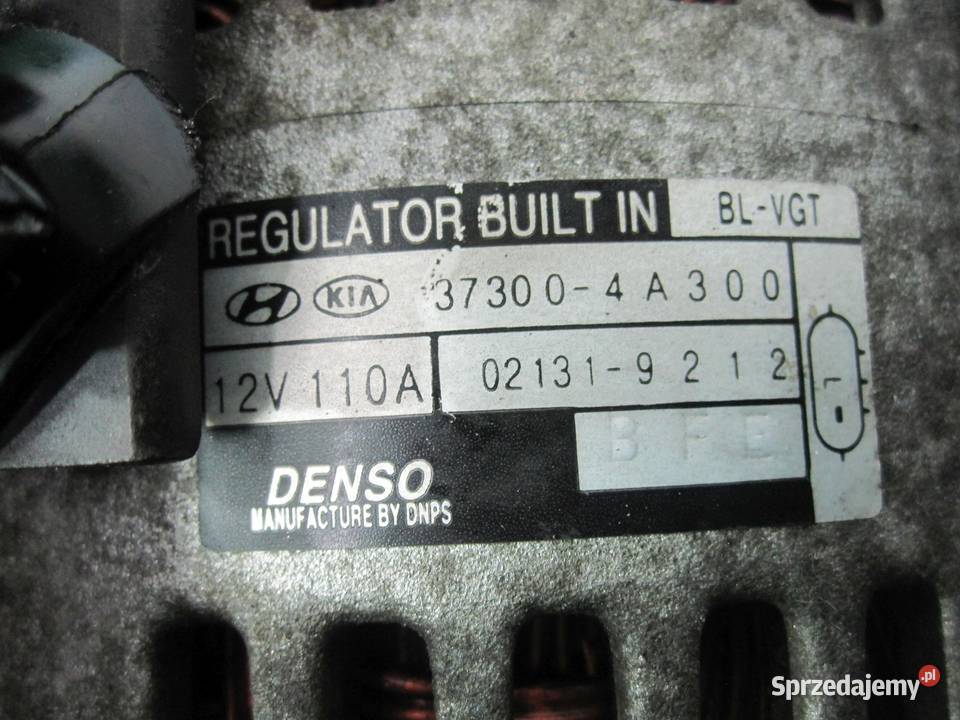 REGULATOR BUILT IN BL-VGT
KIA 37300-4A300
12V 110A 02131-9212
L
BFE
DENSO
MANUFACTURE BY DNPS
Sprzedajemy.pl